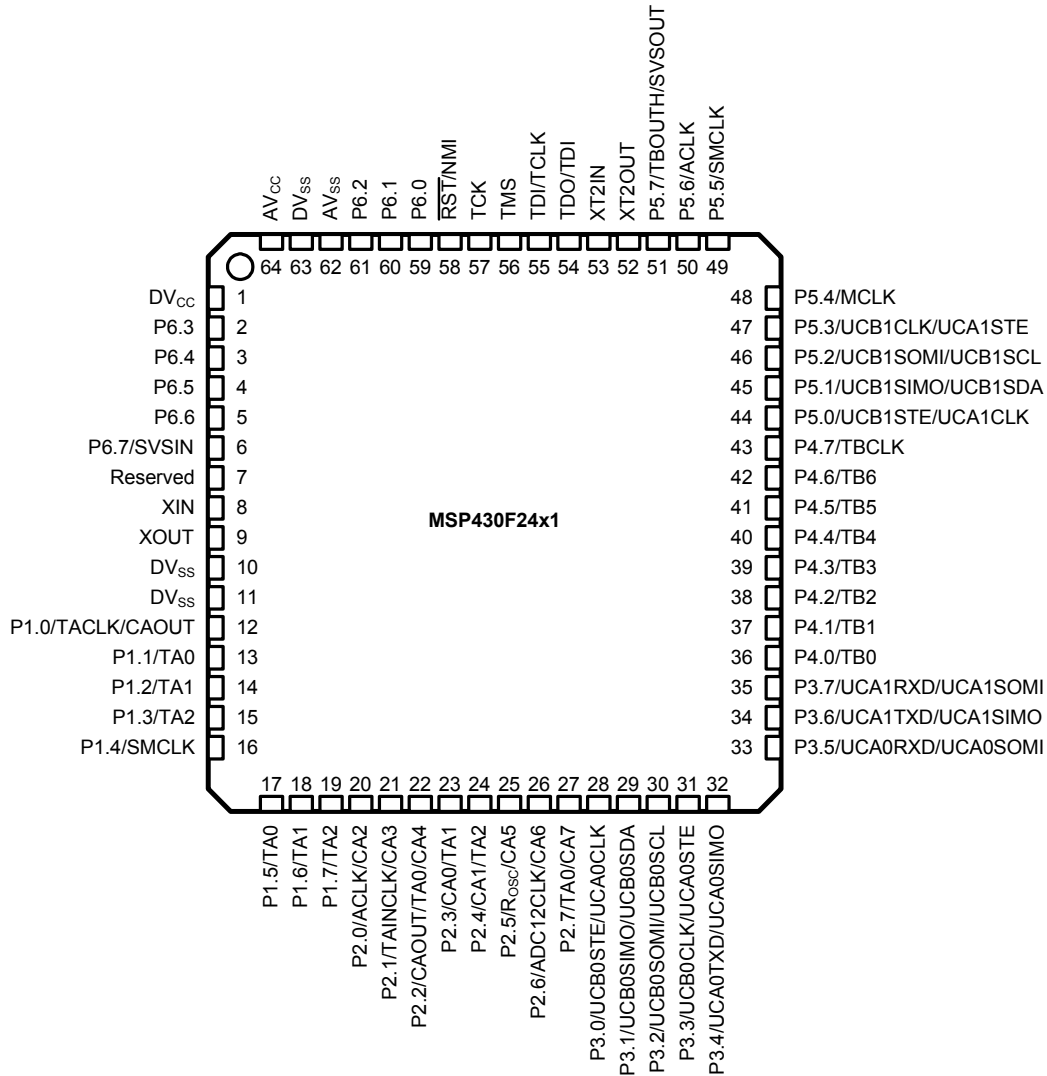 AVCC
DVSS
AVSS
P6.2
P6.1
P6.0
RST/NMI
TCK
TMS
TDI/TCLK
TDO/TDI
XT2IN
XT2OUT
P5.7/TBOUTH/SVSOUT
P5.6/ACLK
P5.5/SMCLK
64 63 62 61 60 59 58 57 56 55 54 53 52 51 50 49
DVCC 1
P6.3 2
P6.4 3
P6.5 4
P6.6 5
P6.7/SVSIN 6
Reserved 7
XIN 8
XOUT 9
DVSS 10
DVSS 11
P1.0/TACLK/CAOUT 12
P1.1/TA0 13
P1.2/TA1 14
P1.3/TA2 15
P1.4/SMCLK 16
MSP430F24x1
48 P5.4/MCLK
47 P5.3/UCB1CLK/UCA1STE
46 P5.2/UCB1SOMI/UCB1SCL
45 P5.1/UCB1SIMO/UCB1SDA
44 P5.0/UCB1STE/UCA1CLK
43 P4.7/TBCLK
42 P4.6/TB6
41 P4.5/TB5
40 P4.4/TB4
39 P4.3/TB3
38 P4.2/TB2
37 P4.1/TB1
36 P4.0/TB0
35 P3.7/UCA1RXD/UCA1SOMI
34 P3.6/UCA1TXD/UCA1SIMO
33 P3.5/UCA0RXD/UCA0SOMI
17 18 19 20 21 22 23 24 25 26 27 28 29 30 31 32
P1.5/TA0
P1.6/TA1
P1.7/TA2
P2.0/ACLK/CA2
P2.1/TAINCLK/CA3
P2.2/CAOUT/TA0/CA4
P2.3/CA0/TA1
P2.4/CA1/TA2
P2.5/ROSC/CA5
P2.6/ADC12CLK/CA6
P2.7/TA0/CA7
P3.0/UCB0STE/UCA0CLK
P3.1/UCB0SIMO/UCB0SDA
P3.2/UCB0SOMI/UCB0SCL
P3.3/UCB0CLK/UCA0STE
P3.4/UCA0TXD/UCA0SIMO